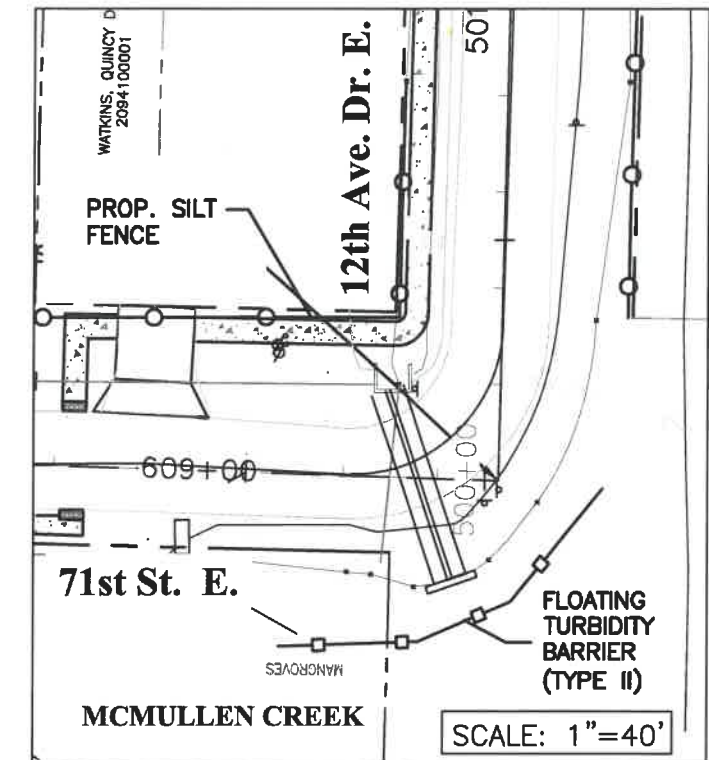 WATKINS, QUINCY D
2094100001
12th Ave. Dr. E.
501
PROP. SILT
FENCE
609+00
500+00
71st St. E.
MANGROVES
FLOATING
TURBIDITY
BARRIER
(TYPE II)
MCMULLEN CREEK
SCALE: 1"=40'